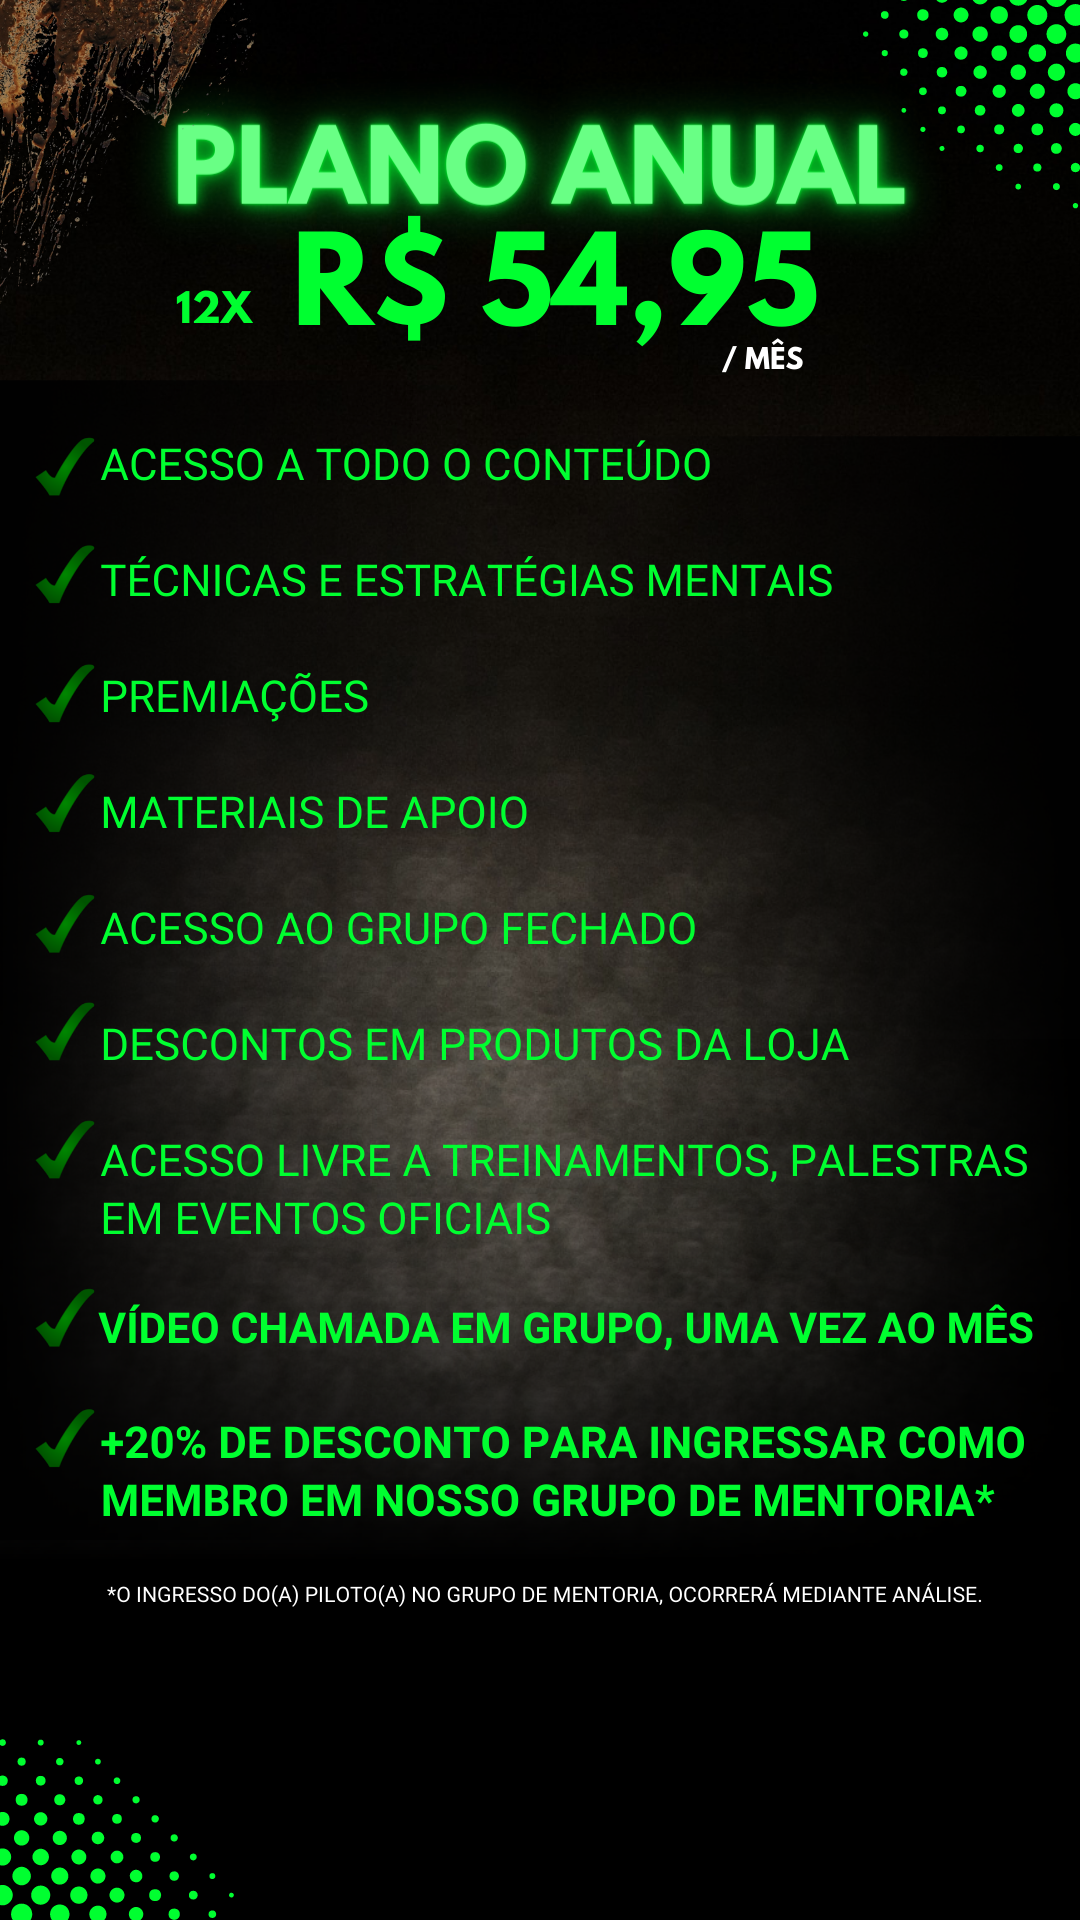 PLANO ANUAL
12X R$ 54,95
/ MÊS
ACESSO A TODO O CONTEÚDO
TÉCNICAS E ESTRATÉGIAS MENTAIS
PREMIAÇÕES
MATERIAIS DE APOIO
ACESSO AO GRUPO FECHADO
DESCONTOS EM PRODUTOS DA LOJA
ACESSO LIVRE A TREINAMENTOS, PALESTRAS
EM EVENTOS OFICIAIS
VÍDEO CHAMADA EM GRUPO, UMA VEZ AO MÊS
+20% DE DESCONTO PARA INGRESSAR COMO
MEMBRO EM NOSSO GRUPO DE MENTORIA*
*O INGRESSO DO(A) PILOTO(A) NO GRUPO DE MENTORIA, OCORRERÁ MEDIANTE ANÁLISE.